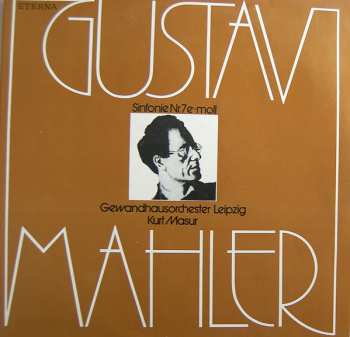 ETERNA
GUSTAV
Sinfonie Nr.7 e-moll
Gewandhausorchester Leipzig
Kurt Masur
MAHLER